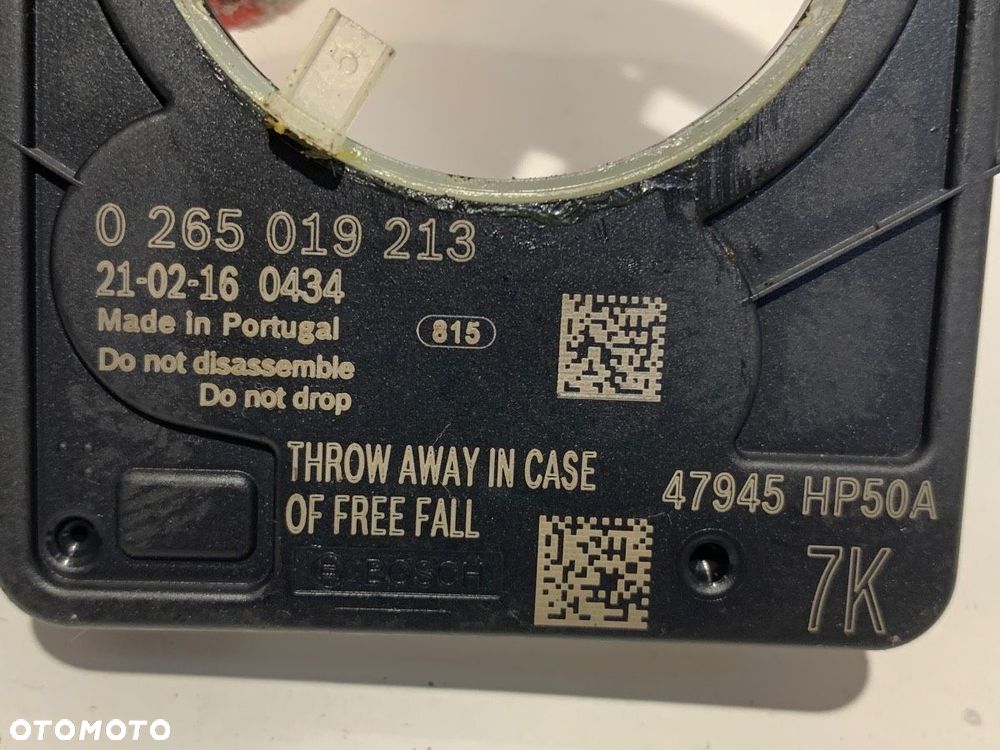 5
0 265 019 213
21-02-16 0434
Made in Portugal
815
Do not disassemble
Do not drop
THROW AWAY IN CASE
OF FREE FALL
47945 HP50A
BOSCH
7K
OTOMOTO